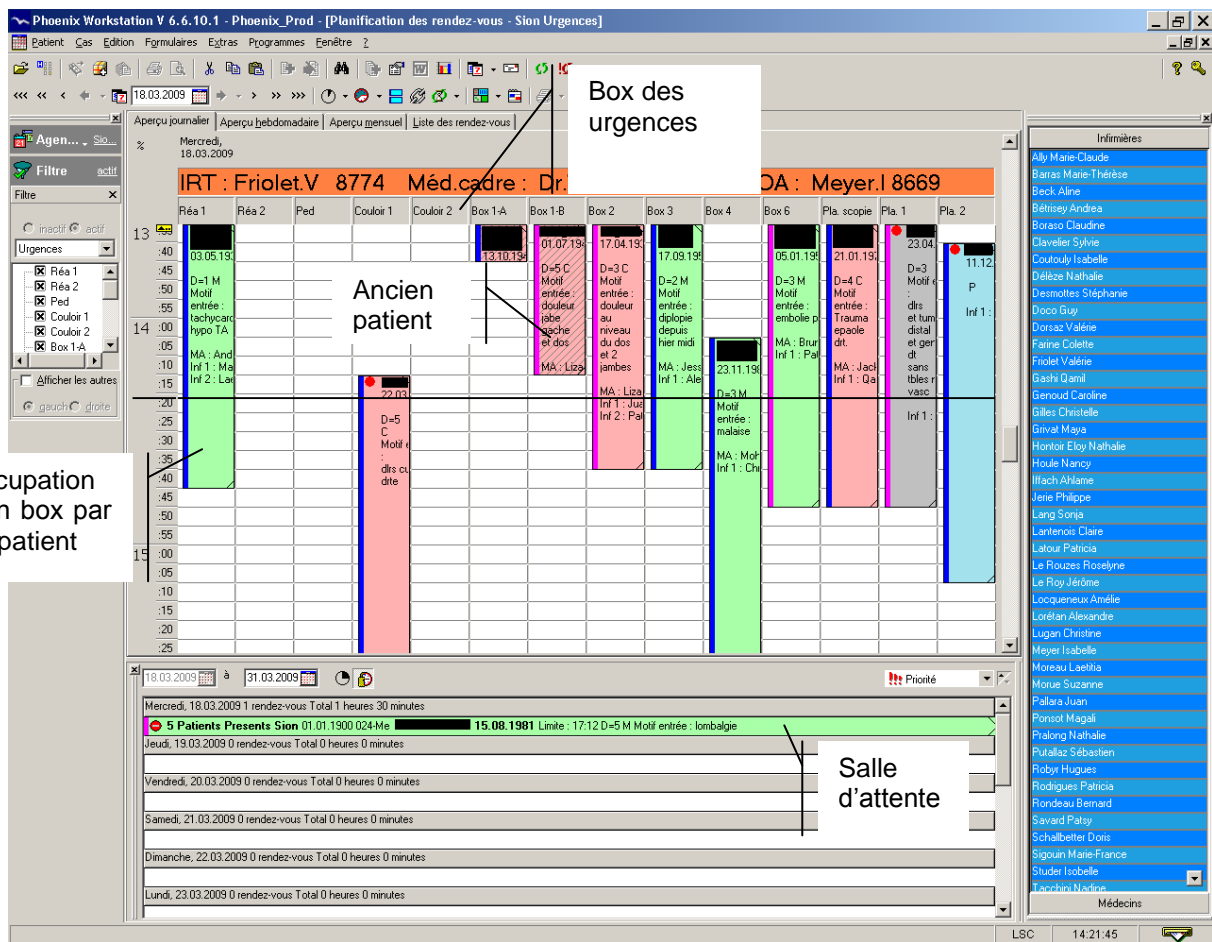 Phoenix Workstation V 6.6.10.1 - Phoenix_Prod - [Planification des rendez-vous - Sion Urgences]
Patient Cas Edition Formulaires Extras Programmes Fenêtre ?
18.03.2009
Box des
urgences
Agen... Sio...
Filtre actif
Filtre X
inactif actif
Urgences
Réa 1
Réa 2
Ped
Couloir 1
Couloir 2
Box 1-A
Afficher les autres
gauch droite
Aperçu journalier Aperçu hebdomadaire Aperçu mensuel Liste des rendez-vous
% Mercredi,
18.03.2009
IRT : Friolet.V 8774 Méd.cadre : Dr. OA : Meyer.I 8669
Réa 1 Réa 2 Ped Couloir 1 Couloir 2 Box 1-A Box 1-B Box 2 Box 3 Box 4 Box 6 Pla. scopie Pla. 1 Pla. 2
13 :35
:40
:45
:50
:55
14 :00
:05
:10
:15
:20
:25
:30
:35
:40
:45
:50
:55
15 :00
:05
:10
:15
:20
:25
03.05.19
D=1 M
Motif
entrée :
tachycard
hypo TA
MA : And
Inf 1 : Ma
Inf 2 : Lae
Ancien
patient
22.03
D=5
C
Motif e
:
dlrs cu
drte
13.10.19
01.07.194
D=5 C
Motif
entrée :
douleur
jabe
gache
et dos
MA : Liza
17.04.19
D=3 C
Motif
entrée :
douleur
au
niveau
du dos
et 2
jambes
MA : Liza
Inf 1 : Jua
Inf 2 : Pal
17.09.19
D=2 M
Motif
entrée :
diplopie
depuis
hier midi
MA : Jess
Inf 1 : Ale
23.11.19
D=3 M
Motif
entrée :
malaise
MA : Moh
Inf 1 : Chr
05.01.19
D=3 M
Motif
entrée :
embolie p
MA : Brun
Inf 1 : Pal
21.01.19
D=4 C
Motif
entrée :
Trauma
epaole
drt.
MA : Jack
Inf 1 : Qa
23.04.
D=3
Motif e
:
dlrs
et tum
distal
et gen
dt
sans
tbles n
vasc
Inf 1 :
11.12.
P
Inf 1 :
cupation
n box par
patient
18.03.2009 à 31.03.2009 Priorité
Mercredi, 18.03.2009 1 rendez-vous Total 1 heures 30 minutes
5 Patients Presents Sion 01.01.1900 024-Me 15.08.1981 Limite : 17:12 D=5 M Motif entrée : lombalgie
Jeudi, 19.03.2009 0 rendez-vous Total 0 heures 0 minutes
Vendredi, 20.03.2009 0 rendez-vous Total 0 heures 0 minutes
Samedi, 21.03.2009 0 rendez-vous Total 0 heures 0 minutes
Dimanche, 22.03.2009 0 rendez-vous Total 0 heures 0 minutes
Lundi, 23.03.2009 0 rendez-vous Total 0 heures 0 minutes
Salle
d'attente
Infirmières
Ally Marie-Claude
Barras Marie-Thérèse
Beck Aline
Bétrisey Andrea
Boraso Claudine
Clavelier Sylvie
Coutouly Isabelle
Délèze Nathalie
Desmottes Stéphanie
Doco Guy
Dorsaz Valérie
Farine Colette
Friolet Valérie
Gashi Qamil
Genoud Caroline
Gilles Christelle
Grivat Maya
Hontoir Eloy Nathalie
Houle Nancy
Iffach Ahlame
Jerie Philippe
Lang Sonja
Lantenois Claire
Latour Patricia
Le Rouzes Roselyne
Le Roy Jérôme
Locqueneux Amélie
Lorétan Alexandre
Lugan Christine
Meyer Isabelle
Moreau Laetitia
Morue Suzanne
Pallara Juan
Ponsot Magali
Pralong Nathalie
Putallaz Sébastien
Robyr Hugues
Rodrigues Patricia
Rondeau Bernard
Savard Patsy
Schallbetter Doris
Sigouin Marie-France
Studer Isobelle
Tacchini Nadine
Médecins
LSC 14:21:45